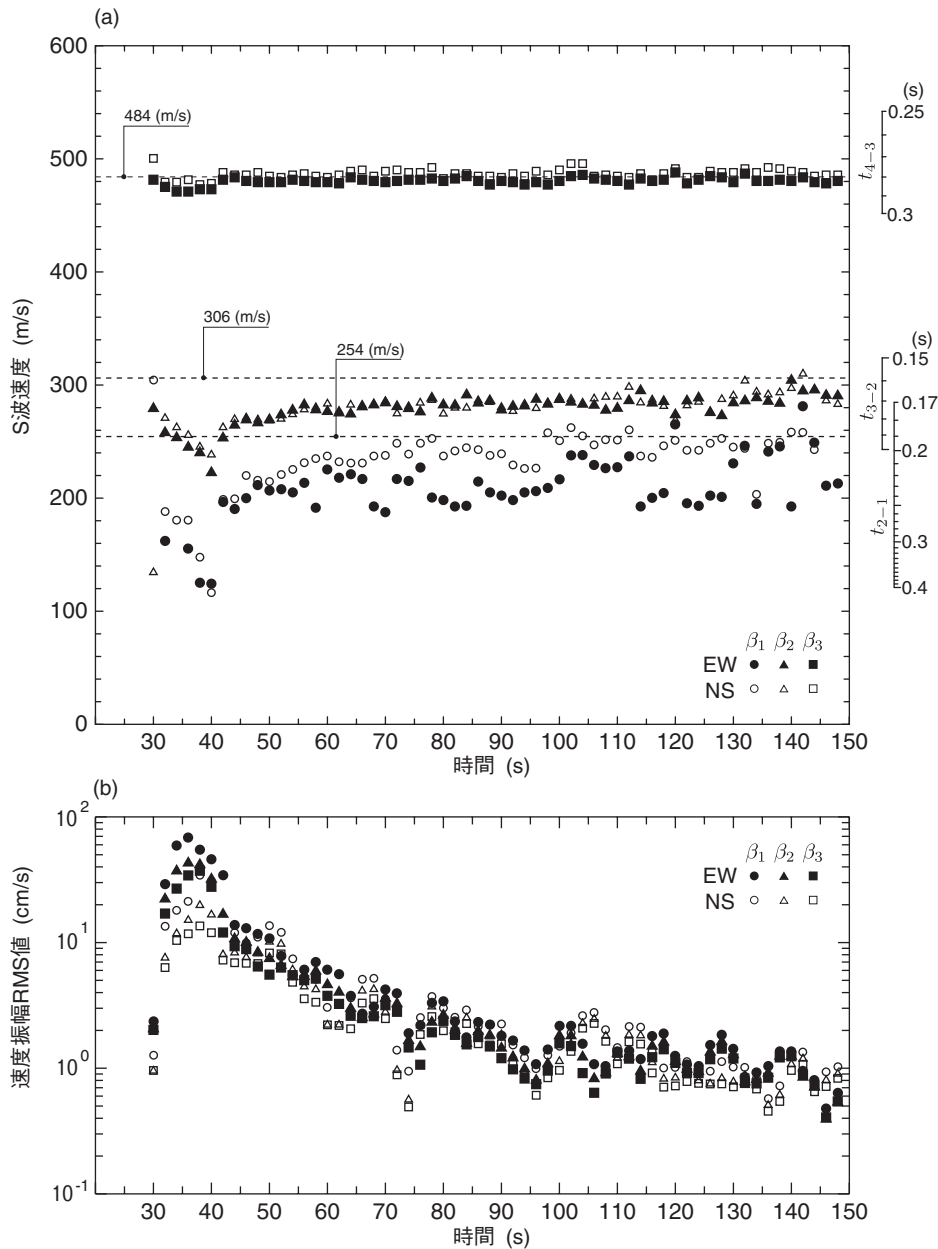 (a)
600
500
400
300
200
100
0
S波速度 (m/s)
484 (m/s)
306 (m/s)
254 (m/s)
(s)
0.25
t4−3
0.3
(s)
0.15
t3−2
0.17
0.2
t2−1
0.3
0.4
β1 β2 β3
EW
NS
30 40 50 60 70 80 90 100 110 120 130 140 150
時間 (s)
(b)
10^2
10^1
10^0
10^-1
速度振幅RMS値 (cm/s)
β1 β2 β3
EW
NS
30 40 50 60 70 80 90 100 110 120 130 140 150
時間 (s)